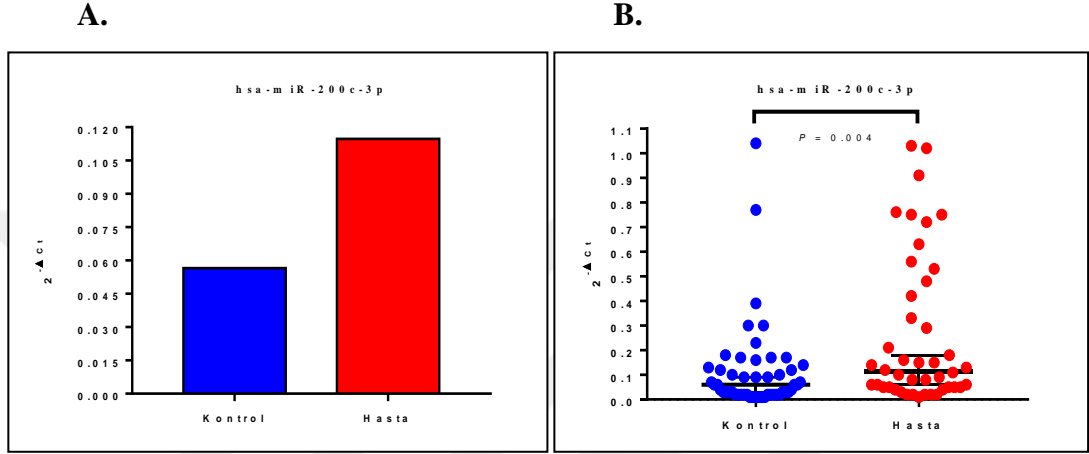 A.
hsa-miR-200c-3p
0.120
0.105
0.090
0.075
0.060
0.045
0.030
0.015
0.000
2 -▲Ct
Kontrol Hasta
B.
hsa-miR-200c-3p
P = 0.004
1.1
1.0
0.9
0.8
0.7
0.6
0.5
0.4
0.3
0.2
0.1
0.0
2 -▲Ct
Kontrol Hasta